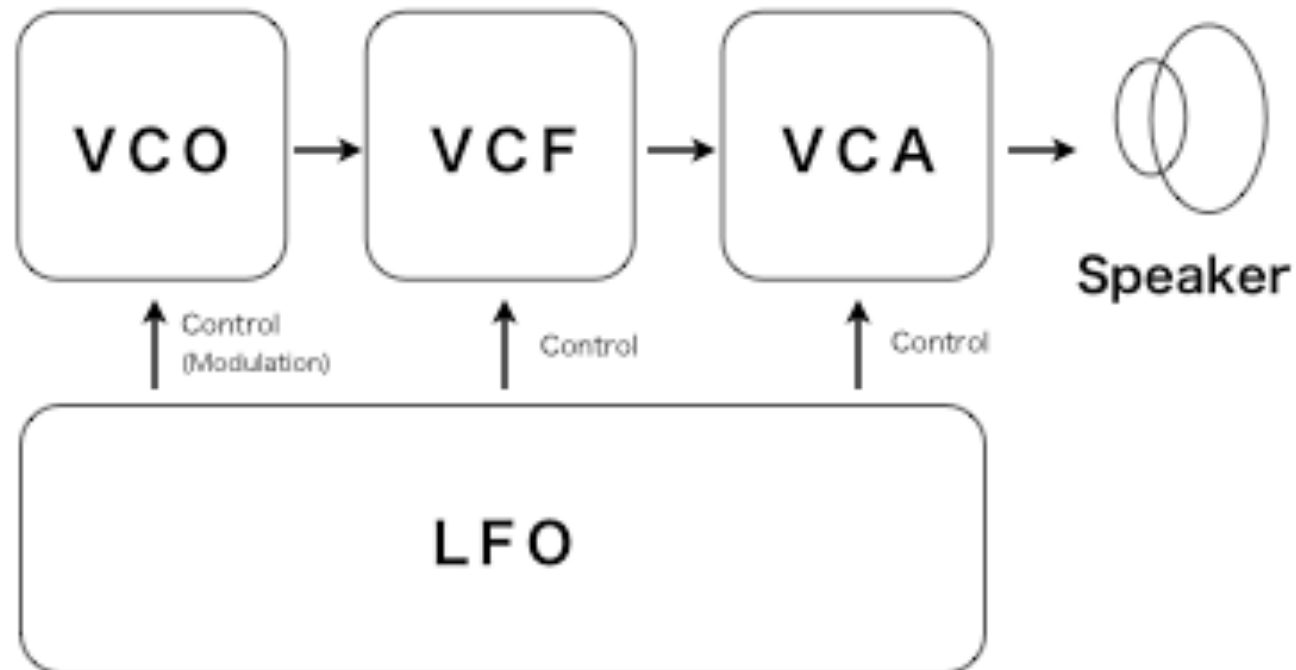 VCO
VCF
VCA
Speaker
Control
(Modulation)
Control
Control
LFO